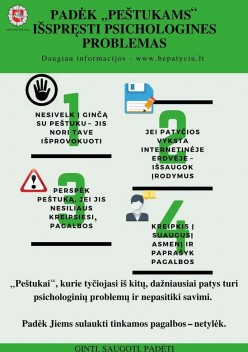 PADĖK „PEŠTUKAMS“
IŠSPRĘSTI PSICHOLOGINES
PROBLEMAS
Daugiau informacijos - www.bepatyciu.lt
1
NESIVELK Į GINČĄ
SU PEŠTUKU – JIS
NORI TAVE
IŠPROVOKUOTI
2
JEI PATYČIOS
VYKSTA
INTERNETINĖJE
ERDVĖJE –
IŠSAUGOK
ĮRODYMUS
3
PERSPĖK
PEŠTUKĄ, JEI JIS
NESILIAUS
KREIPSIESI,
PAGALBOS
4
KREIPKIS Į
SUAUGUSĮ
ASMENĮ IR
PAPRAŠYK
PAGALBOS
„Peštukai“, kurie tyčiojasi iš kitų, dažniausiai patys turi
psichologinių problemų ir nepasitiki savimi.
Padėk Jiems sulaukti tinkamos pagalbos – netylėk.
GINTI. SAUGOTI. PADĖTI